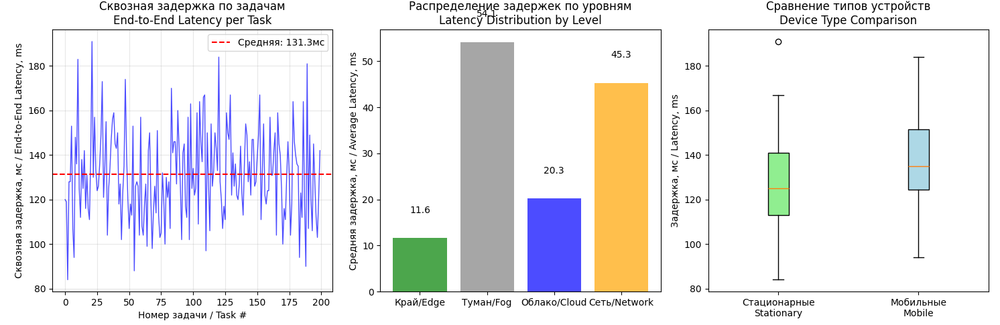 Сквозная задержка по задачам
End-to-End Latency per Task
Сквозная задержка, мс / End-to-End Latency, ms
180
160
140
120
100
80
Средняя: 131.3мс
0 25 50 75 100 125 150 175 200
Номер задачи / Task #
Распределение задержек по уровням
Latency Distribution by Level
54.1
Средняя задержка, мс / Average Latency, ms
50
40
30
20
10
0
11.6
20.3
45.3
Край/Edge Туман/Fog Облако/Cloud Сеть/Network
Сравнение типов устройств
Device Type Comparison
Задержка, мс / Latency, ms
180
160
140
120
100
80
Стационарные
Stationary
Мобильные
Mobile